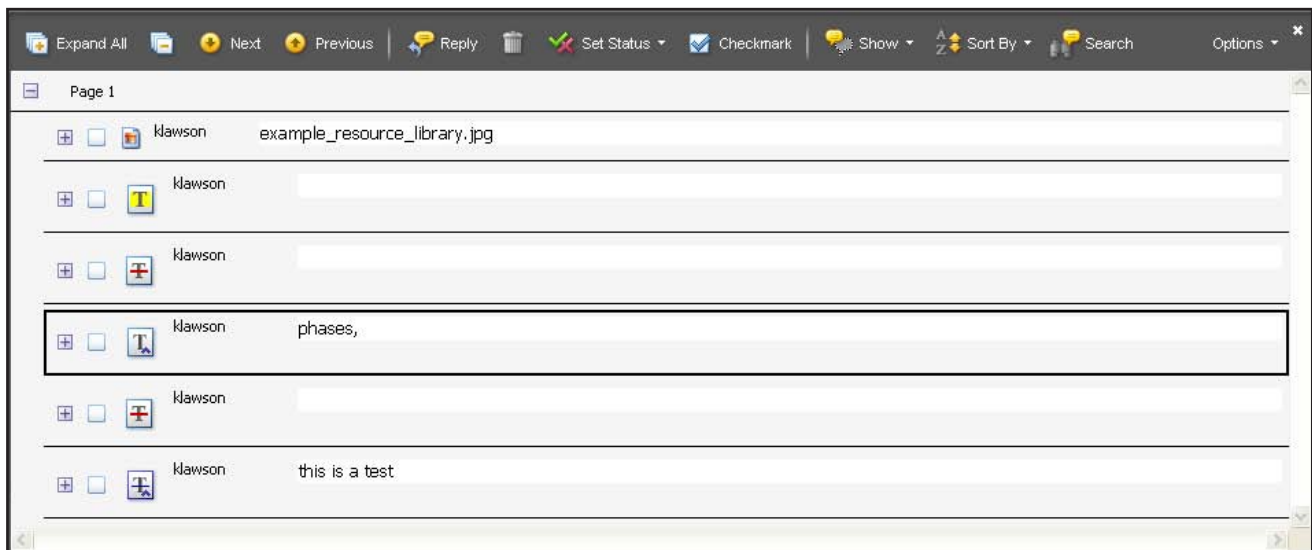 Expand All Next Previous Reply Set Status Checkmark Show Sort By Search Options
Page 1
klawson example_resource_library.jpg
klawson
klawson
klawson phases,
klawson
klawson this is a test